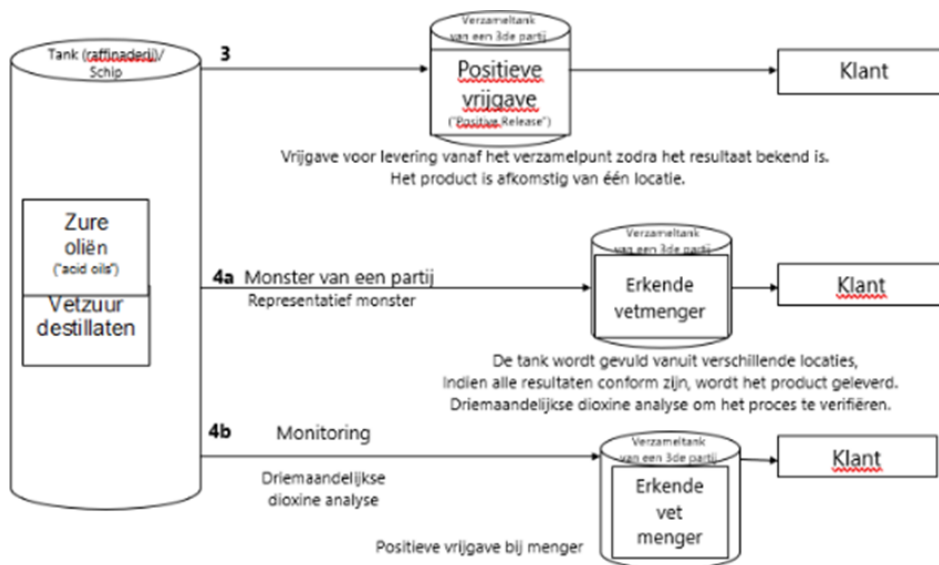 Tank (raffinaderij)/
Schip
Zure
oliën
("acid oils")
Vetzuur
destillaten
3
Verzameltank
van een 3de partij
Positieve
vrijgave
("Positive Release")
Klant
Vrijgave voor levering vanaf het verzamelpunt zodra het resultaat bekend is.
Het product is afkomstig van één locatie.
4a Monster van een partij
Representatief monster
Verzameltank
van een 3de partij
Erkende
vetmenger
Klant
De tank wordt gevuld vanuit verschillende locaties,
Indien alle resultaten conform zijn, wordt het product geleverd.
Driemaandelijkse dioxine analyse om het proces te verifiëren.
4b Monitoring
Driemaandelijkse
dioxine analyse
Verzameltank
van een 3de partij
Erkende
vet
menger
Klant
Positieve vrijgave bij menger